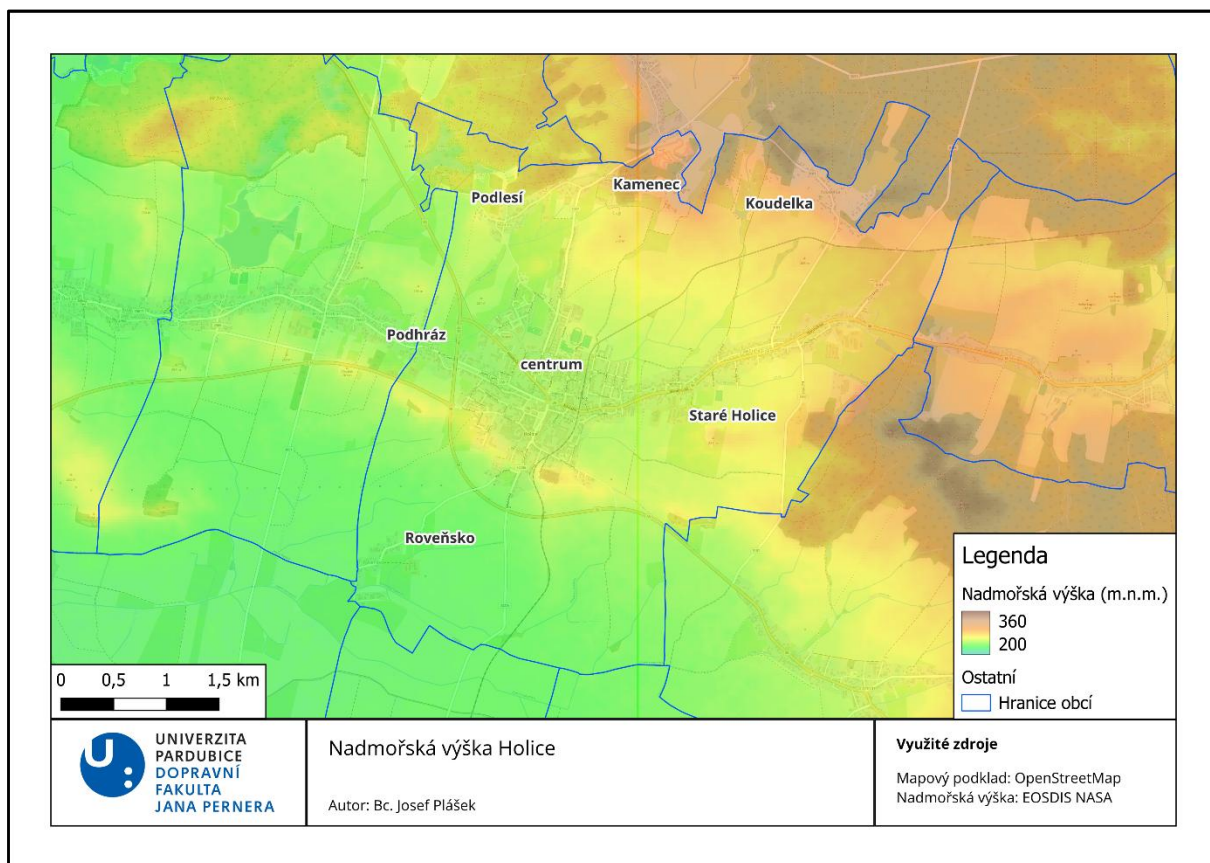 Podlesí
Kamenec
Koudelka
Podhráz
centrum
Staré Holice
Roveňsko
Legenda
Nadmořská výška (m.n.m.)
360
200
Ostatní
Hranice obcí
0 0,5 1 1,5 km
UNIVERZITA
PARDUBICE
DOPRAVNÍ
FAKULTA
JANA PERNERA
Nadmořská výška Holice
Autor: Bc. Josef Plášek
Využité zdroje
Mapový podklad: OpenStreetMap
Nadmořská výška: EOSDIS NASA